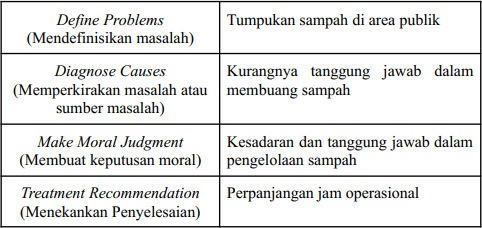 Define Problems
(Mendefinisikan masalah)
Tumpukan sampah di area publik
Diagnose Causes
(Memperkirakan masalah atau
sumber masalah)
Kurangnya tanggung jawab dalam
membuang sampah
Make Moral Judgment
(Membuat keputusan moral)
Kesadaran dan tanggung jawab dalam
pengelolaan sampah
Treatment Recommendation
(Menekankan Penyelesaian)
Perpanjangan jam operasional